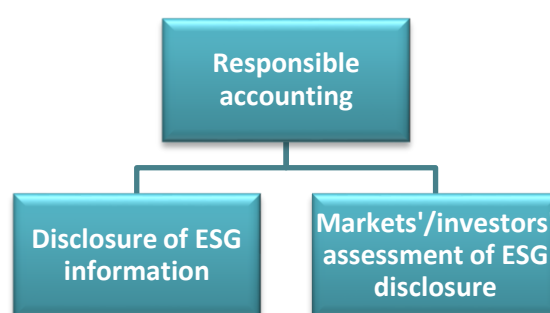 Responsible
accounting
Disclosure of ESG
information
Markets'/investors
assessment of ESG
disclosure